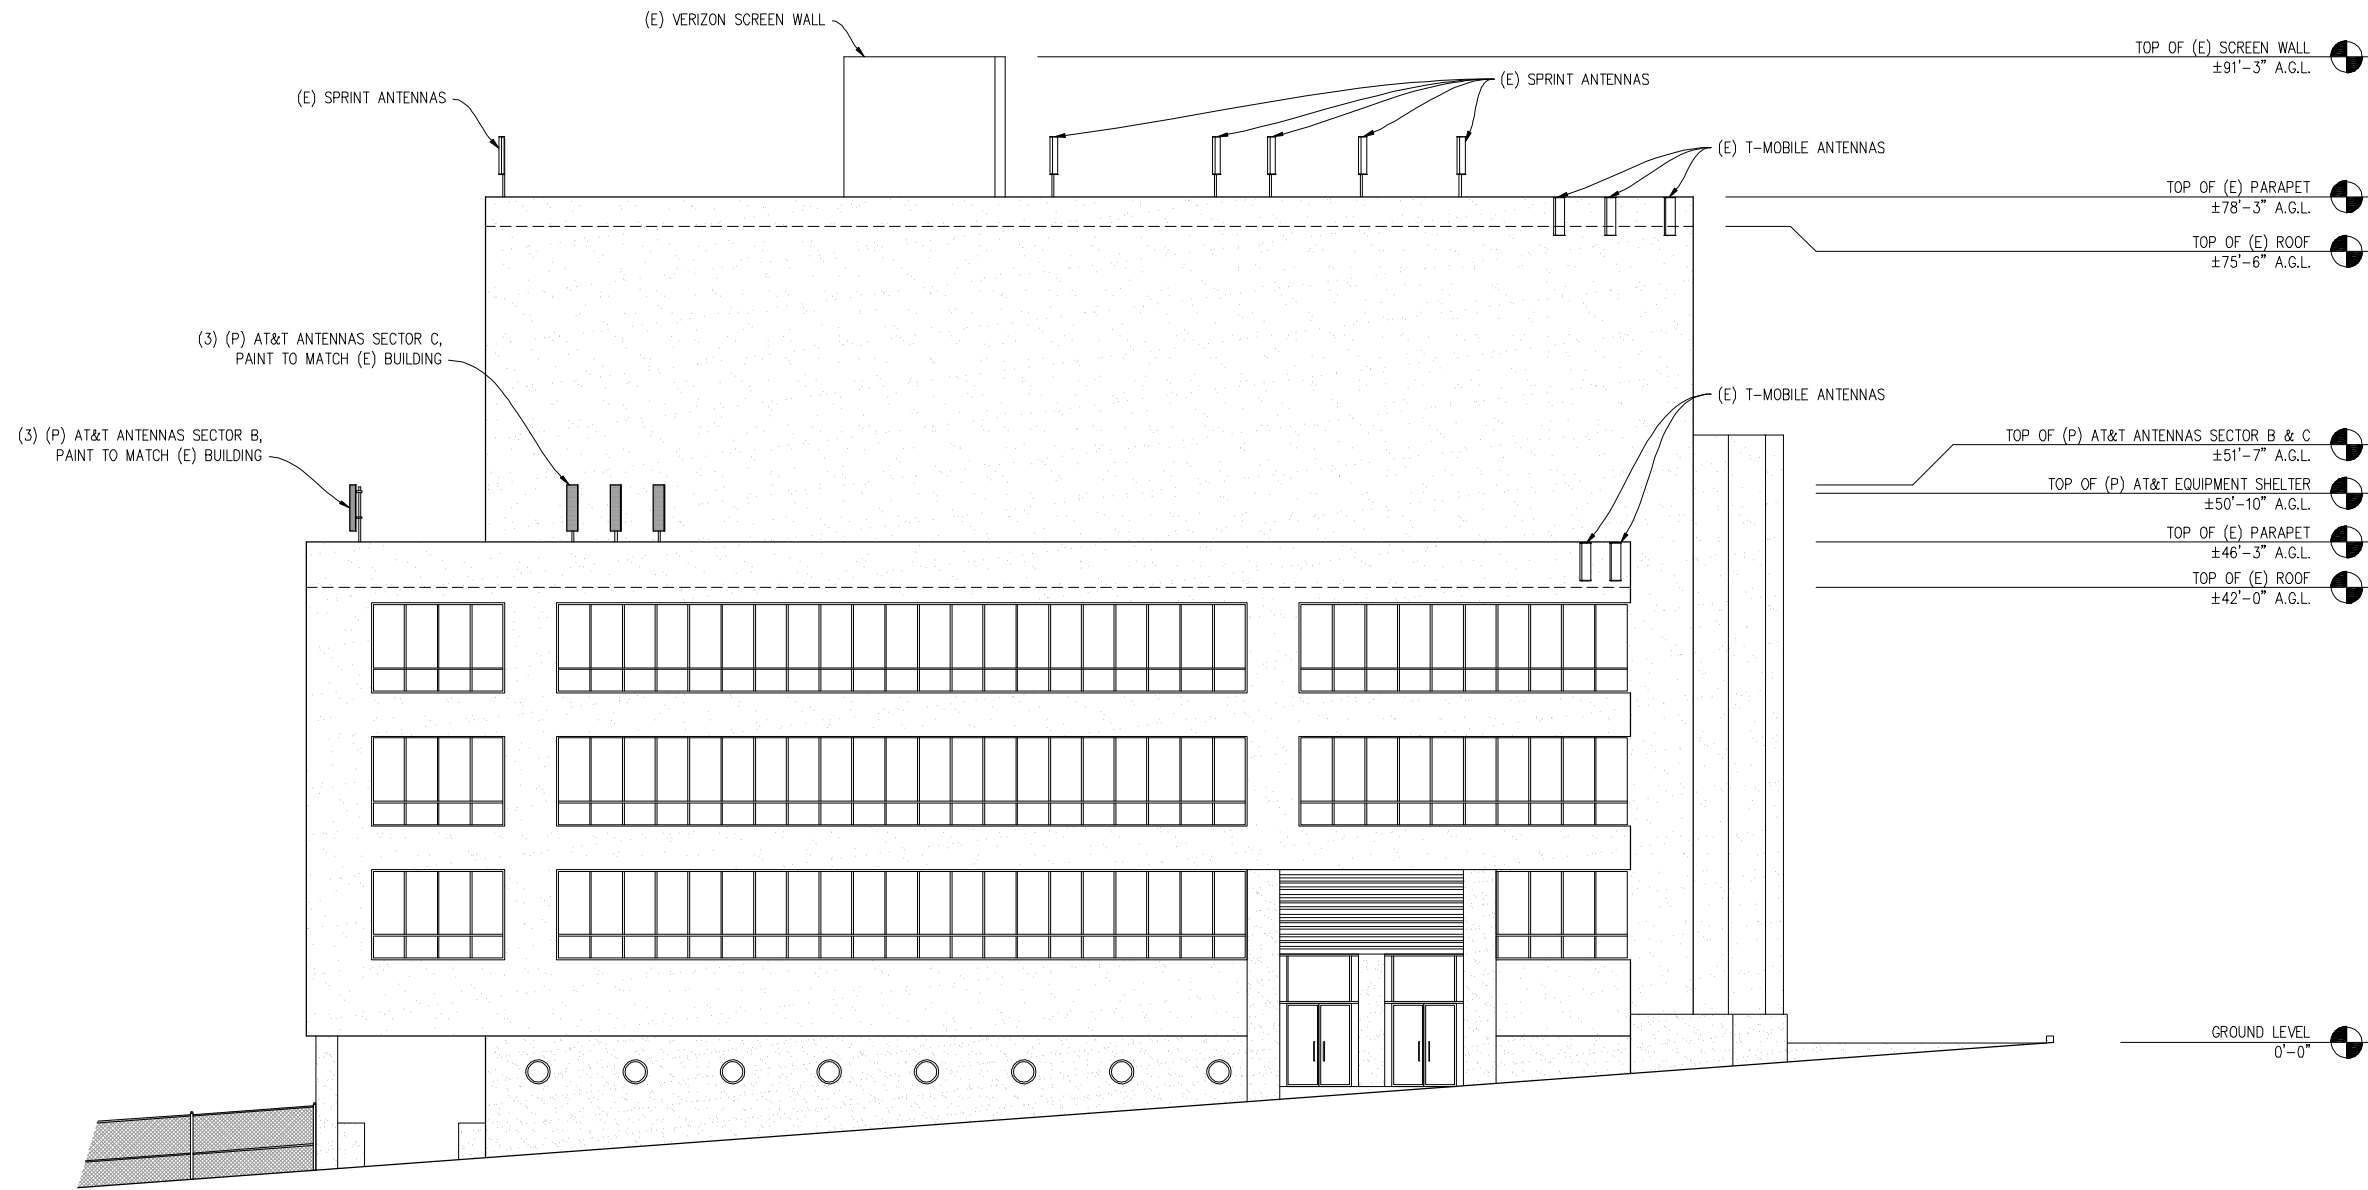 (E) VERIZON SCREEN WALL
TOP OF (E) SCREEN WALL
±91'-3" A.G.L.
(E) SPRINT ANTENNAS
(E) SPRINT ANTENNAS
(E) T-MOBILE ANTENNAS
TOP OF (E) PARAPET
±78'-3" A.G.L.
TOP OF (E) ROOF
±75'-6" A.G.L.
(3) (P) AT&T ANTENNAS SECTOR C,
PAINT TO MATCH (E) BUILDING
(E) T-MOBILE ANTENNAS
(3) (P) AT&T ANTENNAS SECTOR B,
PAINT TO MATCH (E) BUILDING
TOP OF (P) AT&T ANTENNAS SECTOR B & C
±51'-7" A.G.L.
TOP OF (P) AT&T EQUIPMENT SHELTER
±50'-10" A.G.L.
TOP OF (E) PARAPET
±46'-3" A.G.L.
TOP OF (E) ROOF
±42'-0" A.G.L.
GROUND LEVEL
0'-0"